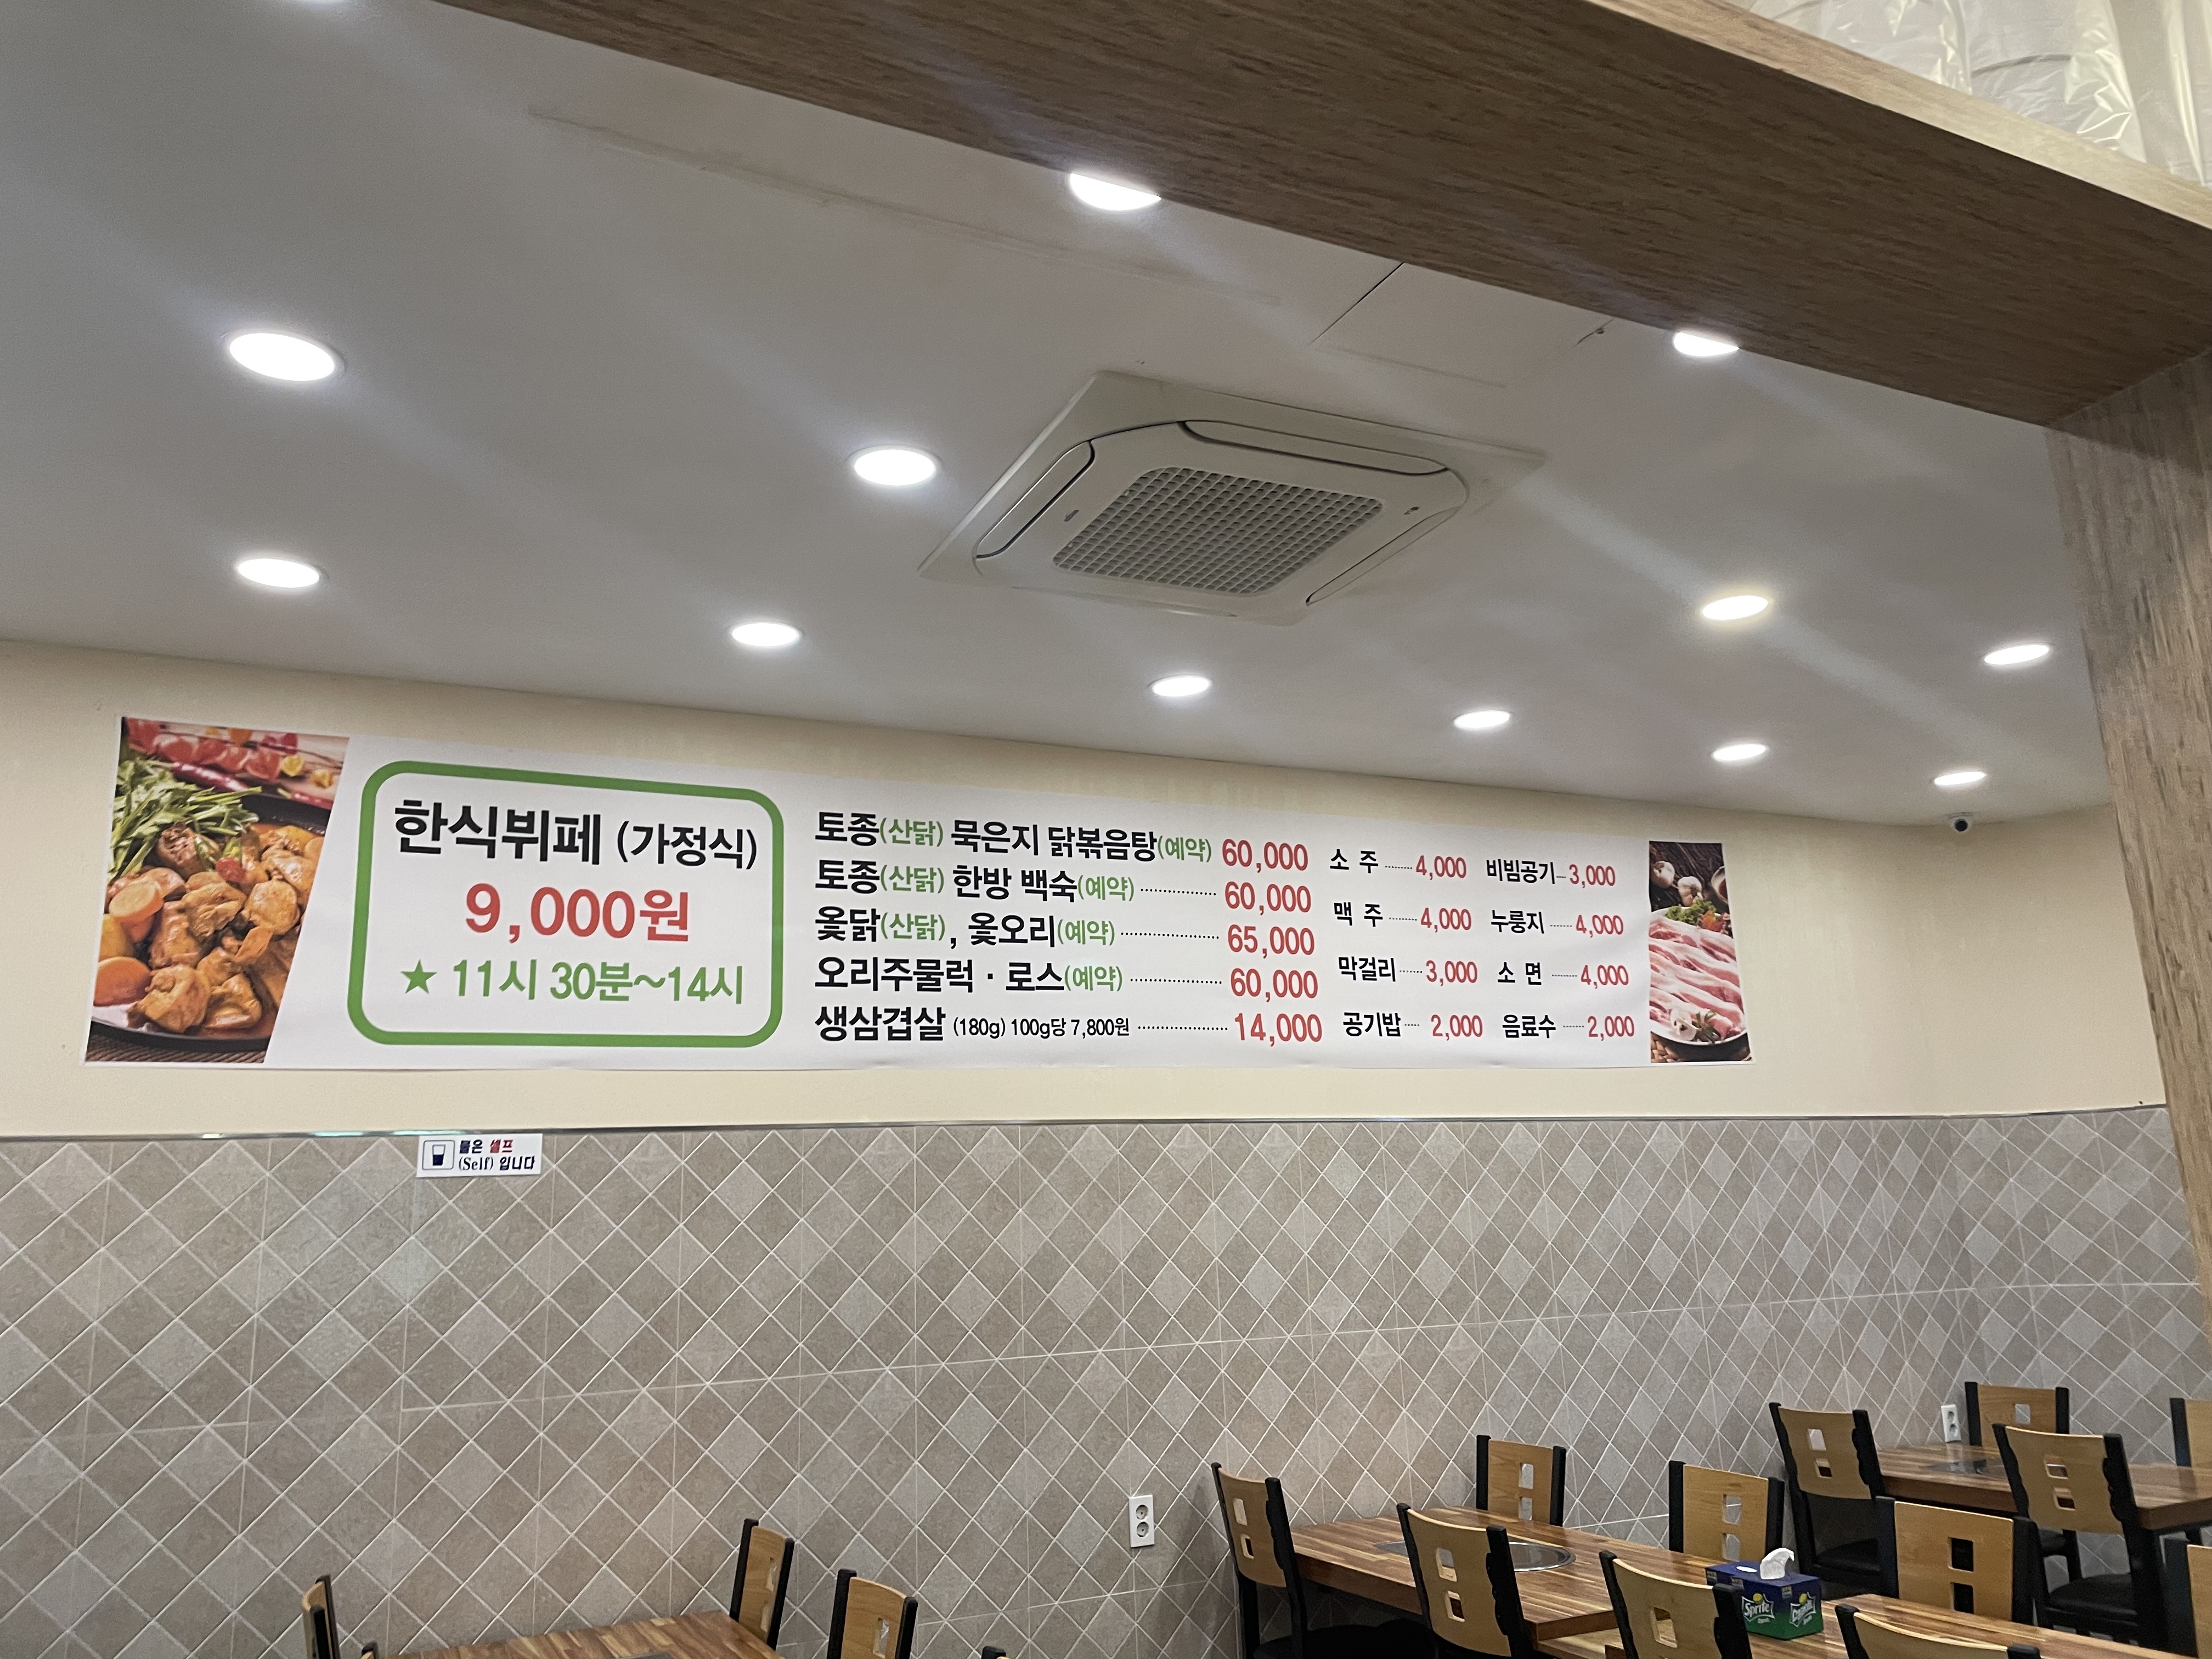 한식뷔페 (가정식)
9,000원
★ 11시 30분~14시
토종(산닭) 묵은지 닭볶음탕(예약) 60,000
토종(산닭) 한방 백숙(예약) 60,000
옻닭(산닭), 옻오리(예약) 65,000
오리주물럭 · 로스(예약) 60,000
생삼겹살 (180g) 100g당 7,800원 14,000
소 주 4,000
맥 주 4,000
막걸리 3,000
공기밥 2,000
비빔공기 3,000
누룽지 4,000
소 면 4,000
음료수 2,000
물은 셀프
(Self) 입니다
Sprite